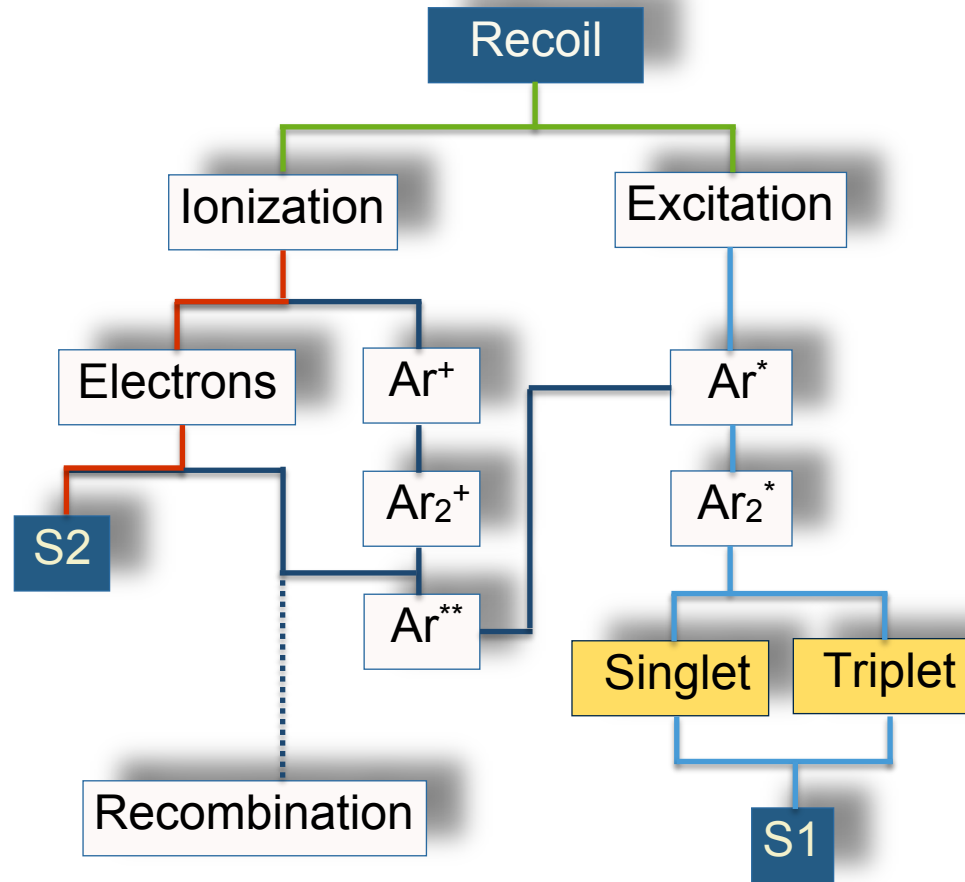 Recoil
Ionization
Excitation
Electrons
Ar⁺
Ar*
S2
Ar₂⁺
Ar₂*
Ar**
Singlet
Triplet
Recombination
S1